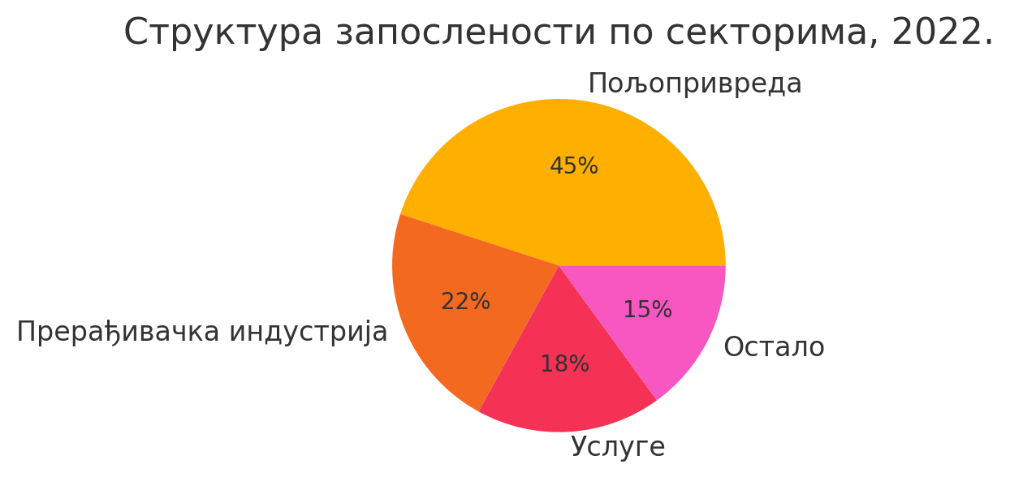 Структура запослености по секторима, 2022.
Пољопривреда
45%
22%
15%
Прерађивачка индустрија
Остало
18%
Услуге